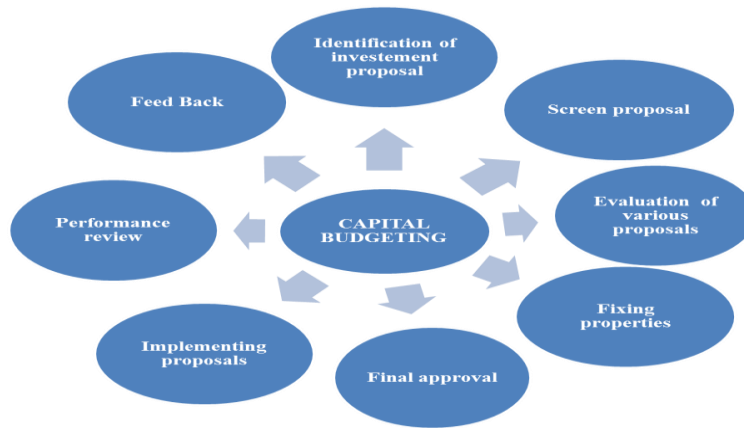 Identification of
investement
proposal
Screen proposal
Evaluation of
various
proposals
Fixing
properties
Final approval
Implementing
proposals
Performance
review
Feed Back
CAPITAL
BUDGETING